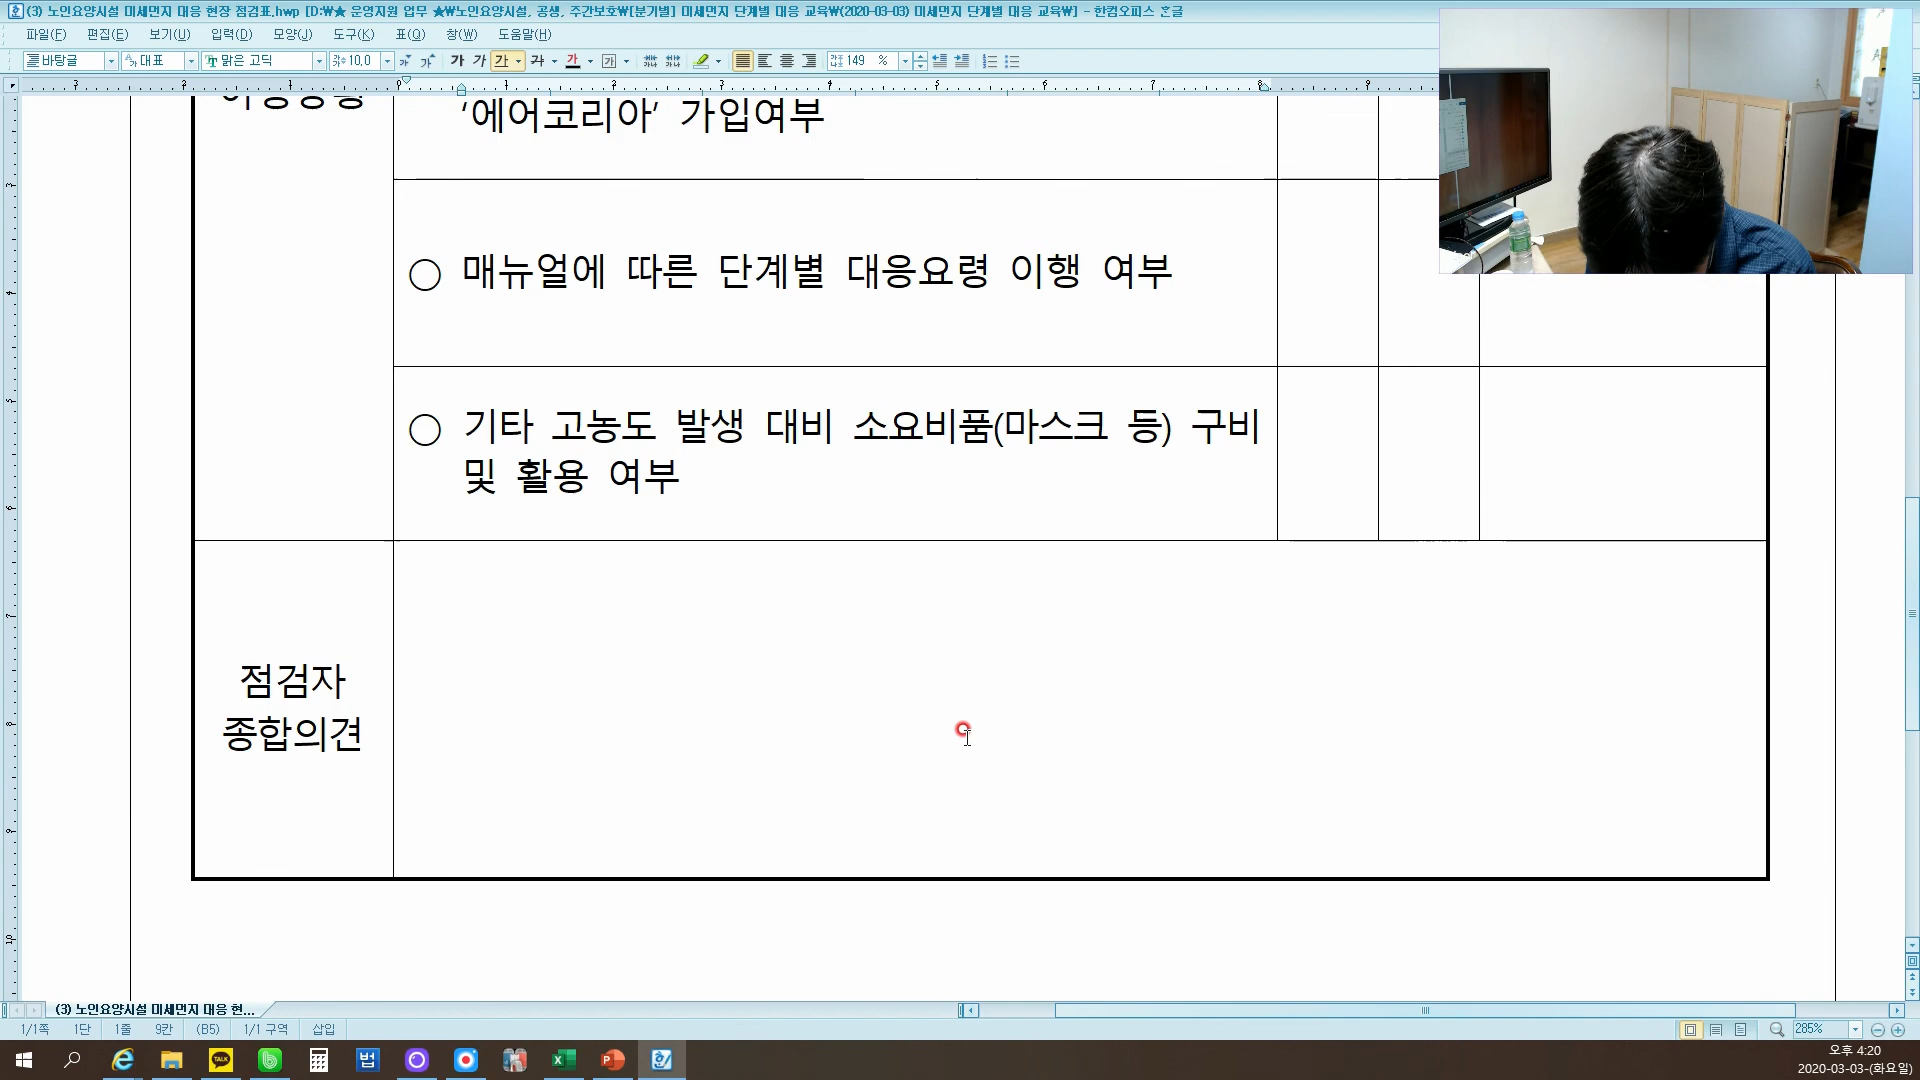 (3) 노인요양시설 미세먼지 대응 현장 점검표.hwp [D:\★ 운영지원 업무 ★\노인요양시설, 공생, 주간보호\[분기별] 미세먼지 단계별 대응 교육\(2020-03-03) 미세먼지 단계별 대응 교육\] - 한컴오피스 한글
파일(F) 편집(E) 보기(U) 입력(D) 모양(J) 도구(K) 표(Q) 창(W) 도움말(H)
바탕글 대표 맑은 고딕 10,0 가 가 가 가 가 가 149 %
‘에어코리아’ 가입여부
○ 매뉴얼에 따른 단계별 대응요령 이행 여부
○ 기타 고농도 발생 대비 소요비품(마스크 등) 구비
및 활용 여부
점검자
종합의견
(3) 노인요양시설 미세먼지 대응 현...
1/1쪽 1단 1줄 9칸 (B5) 1/1 구역 삽입 285%
TALK 법
오후 4:20
2020-03-03-(화요일)